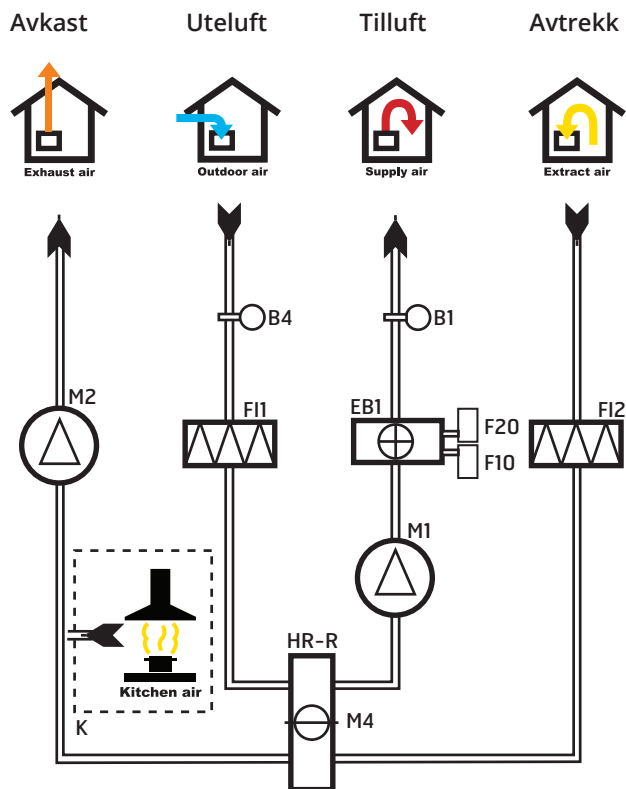 Avkast Uteluft Tilluft Avtrekk
Exhaust air Outdoor air Supply air Extract air
B4 B1
M2
FI1 EB1 FI2
F20
F10
M1
HR-R
Kitchen air
K
M4